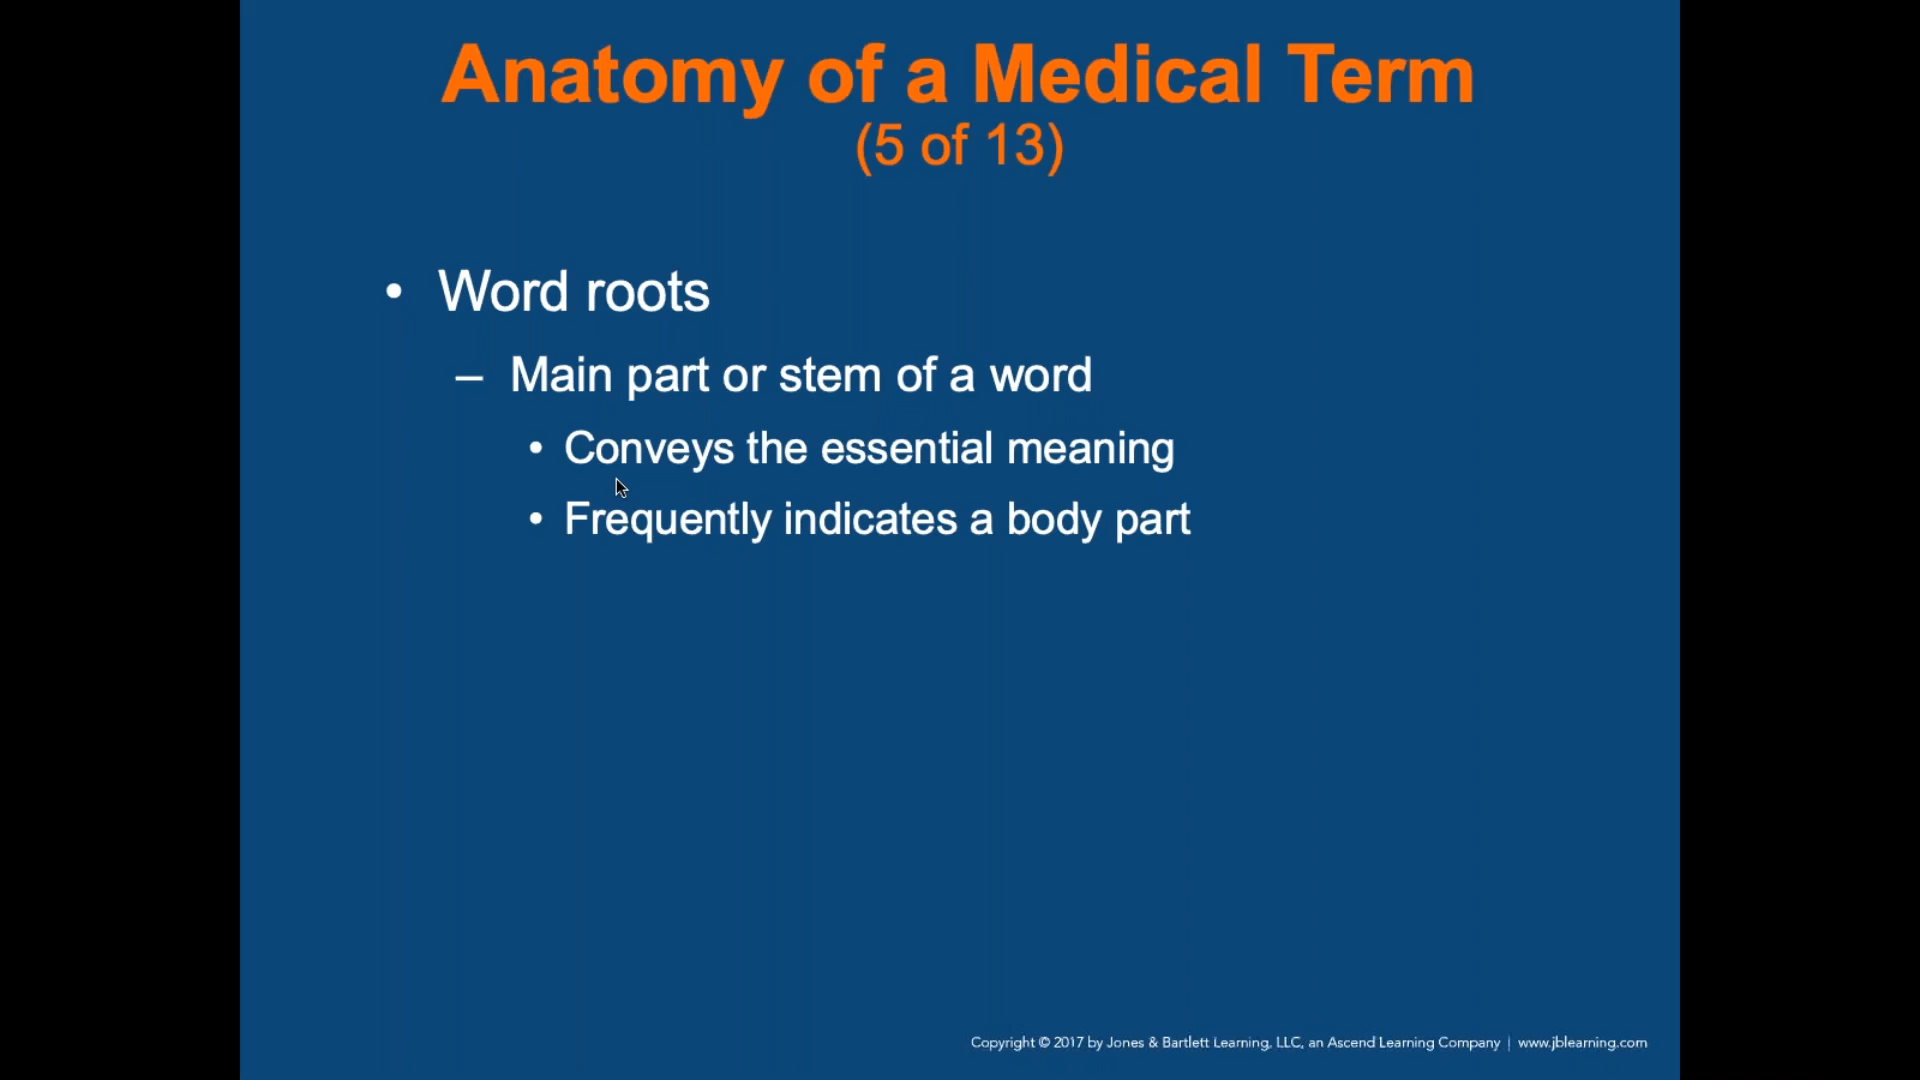 Anatomy of a Medical Term
(5 of 13)
• Word roots
– Main part or stem of a word
• Conveys the essential meaning
• Frequently indicates a body part
Copyright © 2017 by Jones & Bartlett Learning, LLC, an Ascend Learning Company | www.jblearning.com